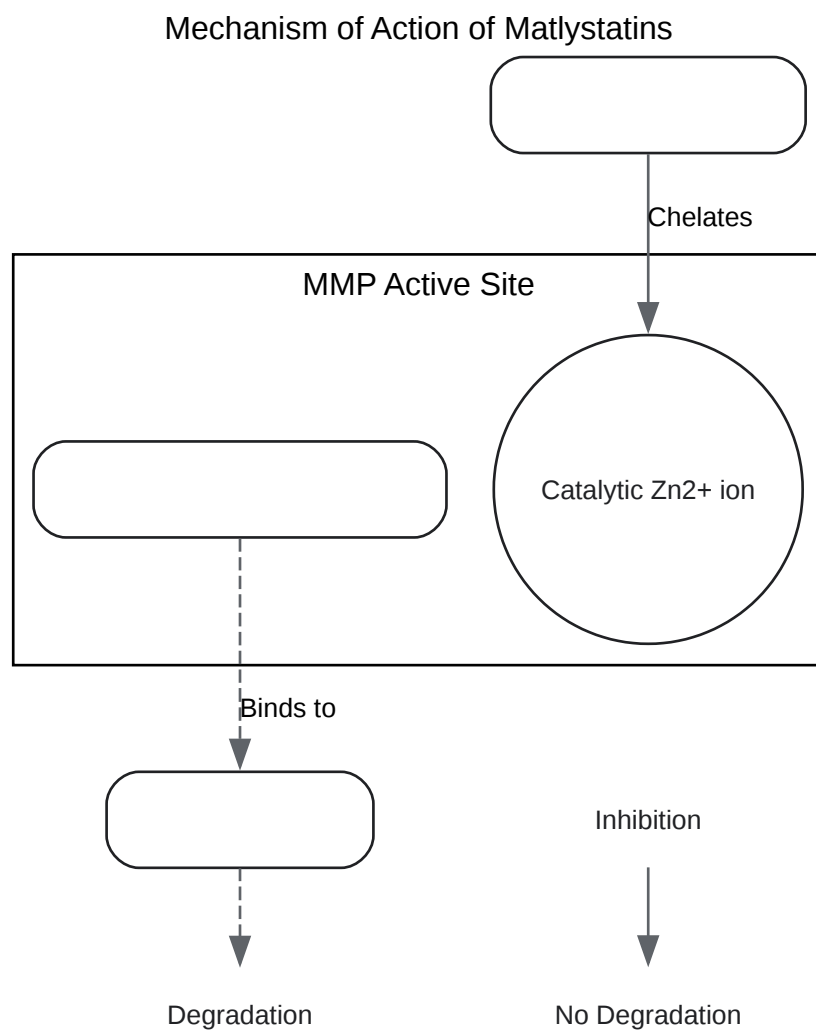 Mechanism of Action of Matlystatins
Chelates
MMP Active Site
Catalytic Zn2+ ion
Binds to
Inhibition
Degradation
No Degradation